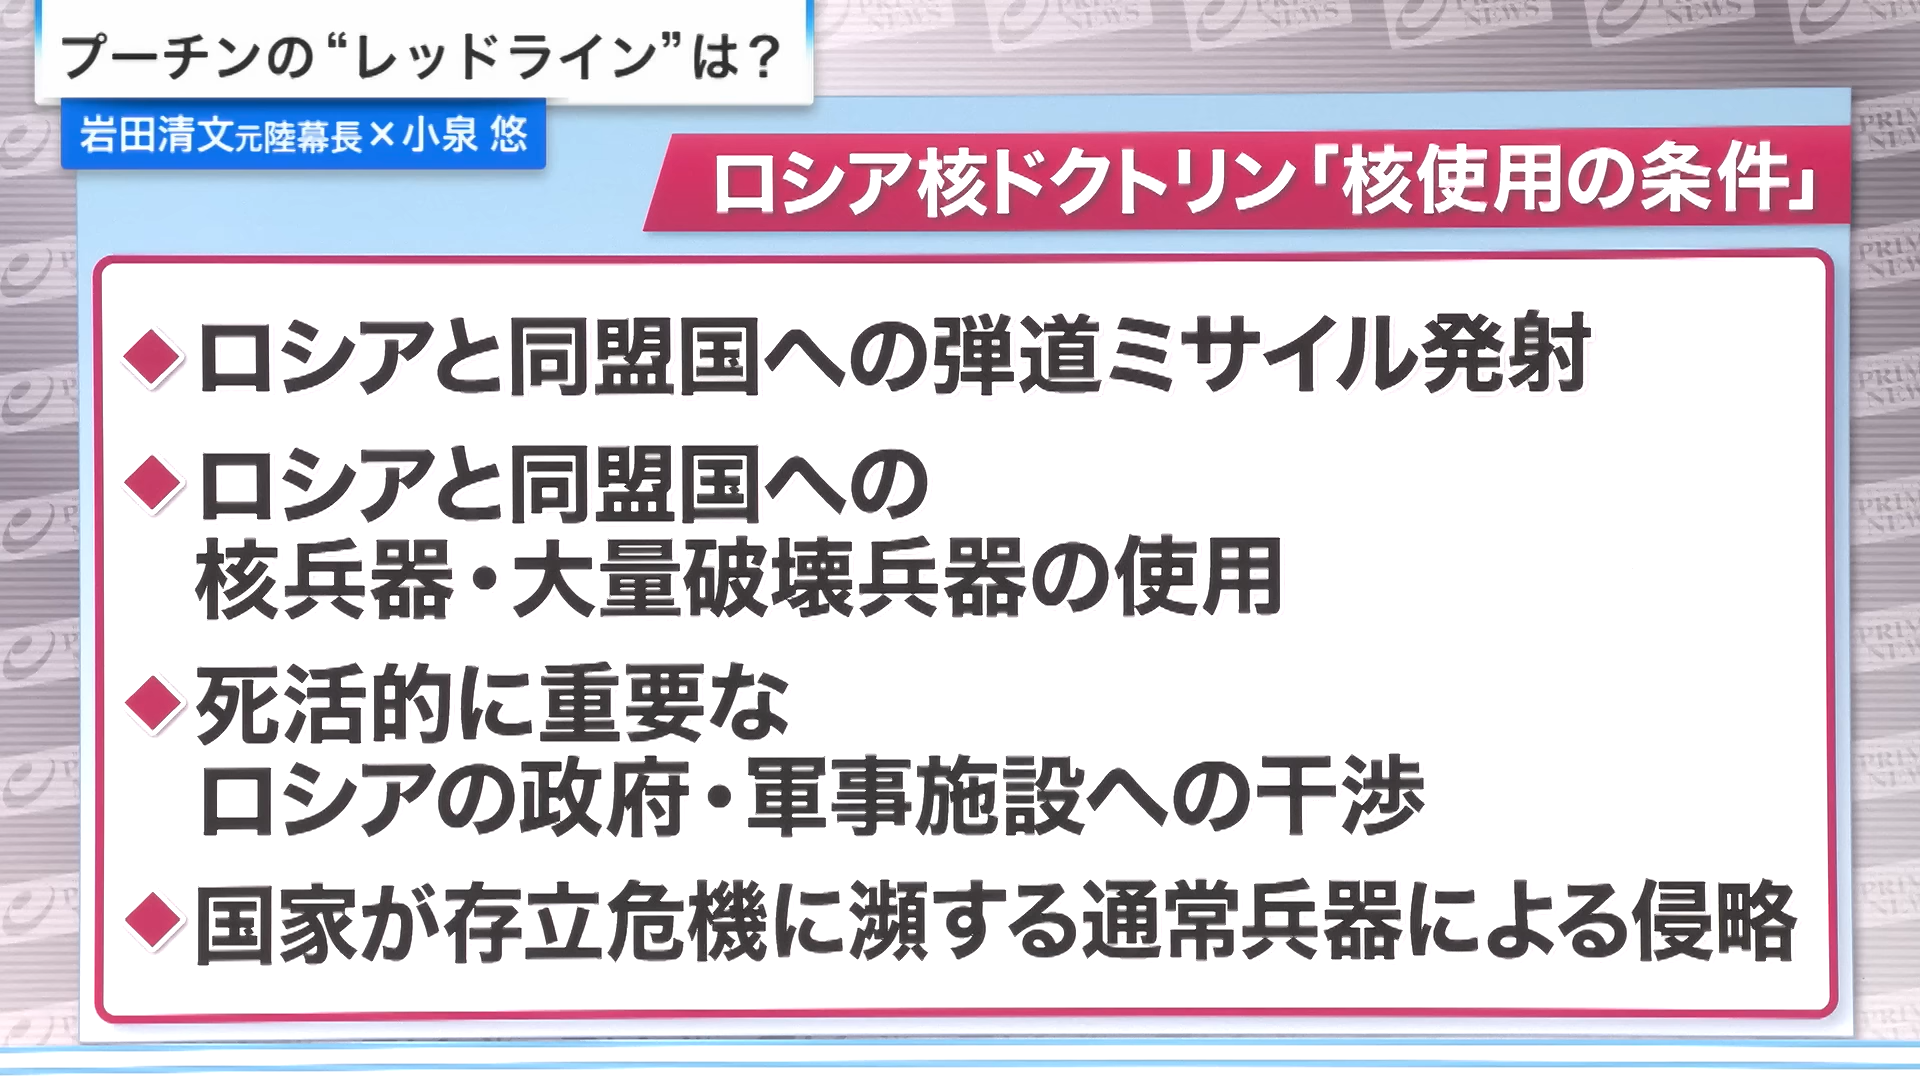 プーチンの“レッドライン”は？
岩田清文元陸幕長×小泉 悠
ロシア核ドクトリン「核使用の条件」
◆ロシアと同盟国への弾道ミサイル発射
◆ロシアと同盟国への
核兵器・大量破壊兵器の使用
◆死活的に重要な
ロシアの政府・軍事施設への干渉
◆国家が存立危機に瀕する通常兵器による侵略
PRIME NEWS